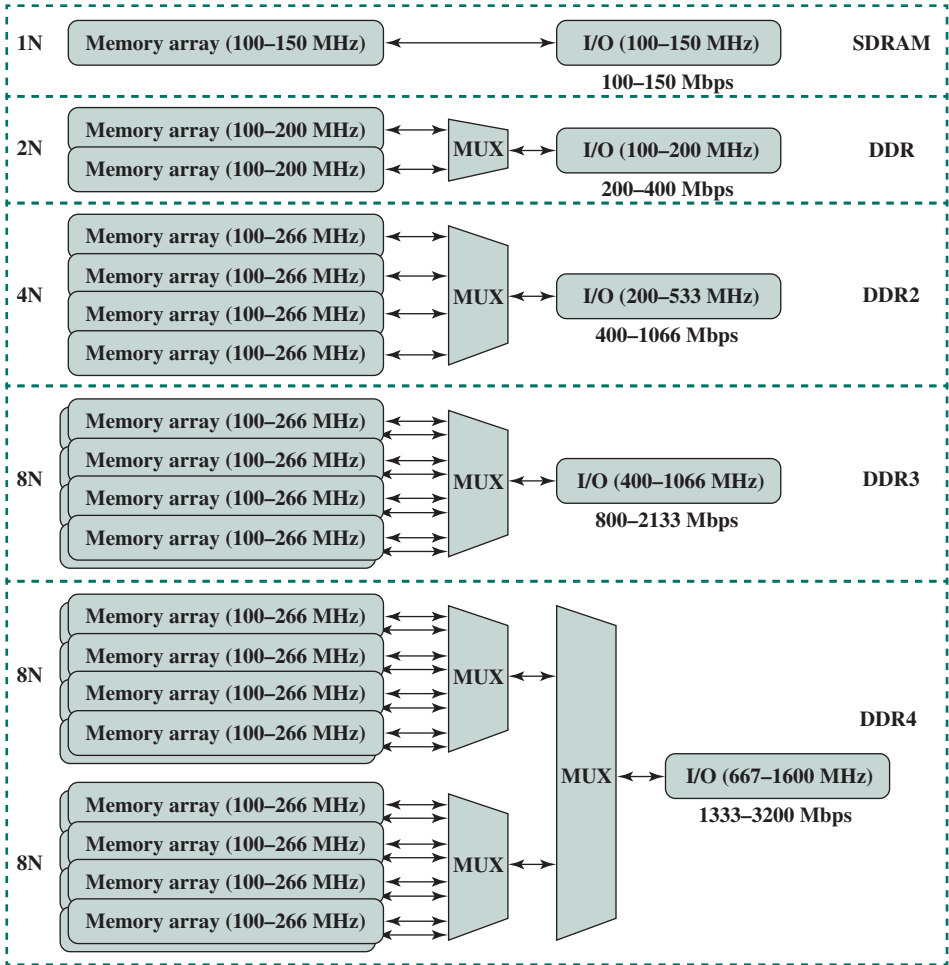 1N Memory array (100–150 MHz) I/O (100–150 MHz) SDRAM
100–150 Mbps
Memory array (100–200 MHz)
2N MUX I/O (100–200 MHz) DDR
Memory array (100–200 MHz)
200–400 Mbps
Memory array (100–266 MHz)
Memory array (100–266 MHz)
4N MUX I/O (200–533 MHz) DDR2
Memory array (100–266 MHz)
400–1066 Mbps
Memory array (100–266 MHz)
Memory array (100–266 MHz)
Memory array (100–266 MHz)
8N MUX I/O (400–1066 MHz) DDR3
Memory array (100–266 MHz)
800–2133 Mbps
Memory array (100–266 MHz)
Memory array (100–266 MHz)
Memory array (100–266 MHz)
8N MUX
Memory array (100–266 MHz)
DDR4
Memory array (100–266 MHz)
MUX I/O (667–1600 MHz)
Memory array (100–266 MHz)
1333–3200 Mbps
Memory array (100–266 MHz)
8N MUX
Memory array (100–266 MHz)
Memory array (100–266 MHz)